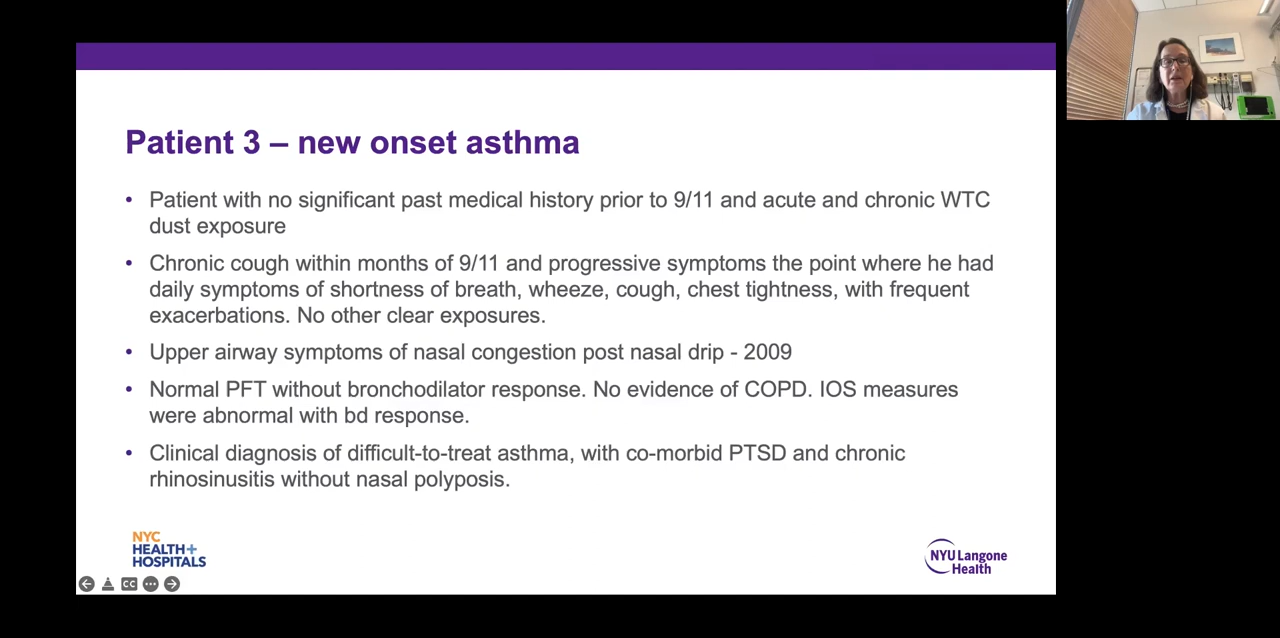 Patient 3 – new onset asthma
• Patient with no significant past medical history prior to 9/11 and acute and chronic WTC
dust exposure
• Chronic cough within months of 9/11 and progressive symptoms the point where he had
daily symptoms of shortness of breath, wheeze, cough, chest tightness, with frequent
exacerbations. No other clear exposures.
• Upper airway symptoms of nasal congestion post nasal drip - 2009
• Normal PFT without bronchodilator response. No evidence of COPD. IOS measures
were abnormal with bd response.
• Clinical diagnosis of difficult-to-treat asthma, with co-morbid PTSD and chronic
rhinosinusitis without nasal polyposis.
NYC
HEALTH+
HOSPITALS
NYU Langone
Health
CC